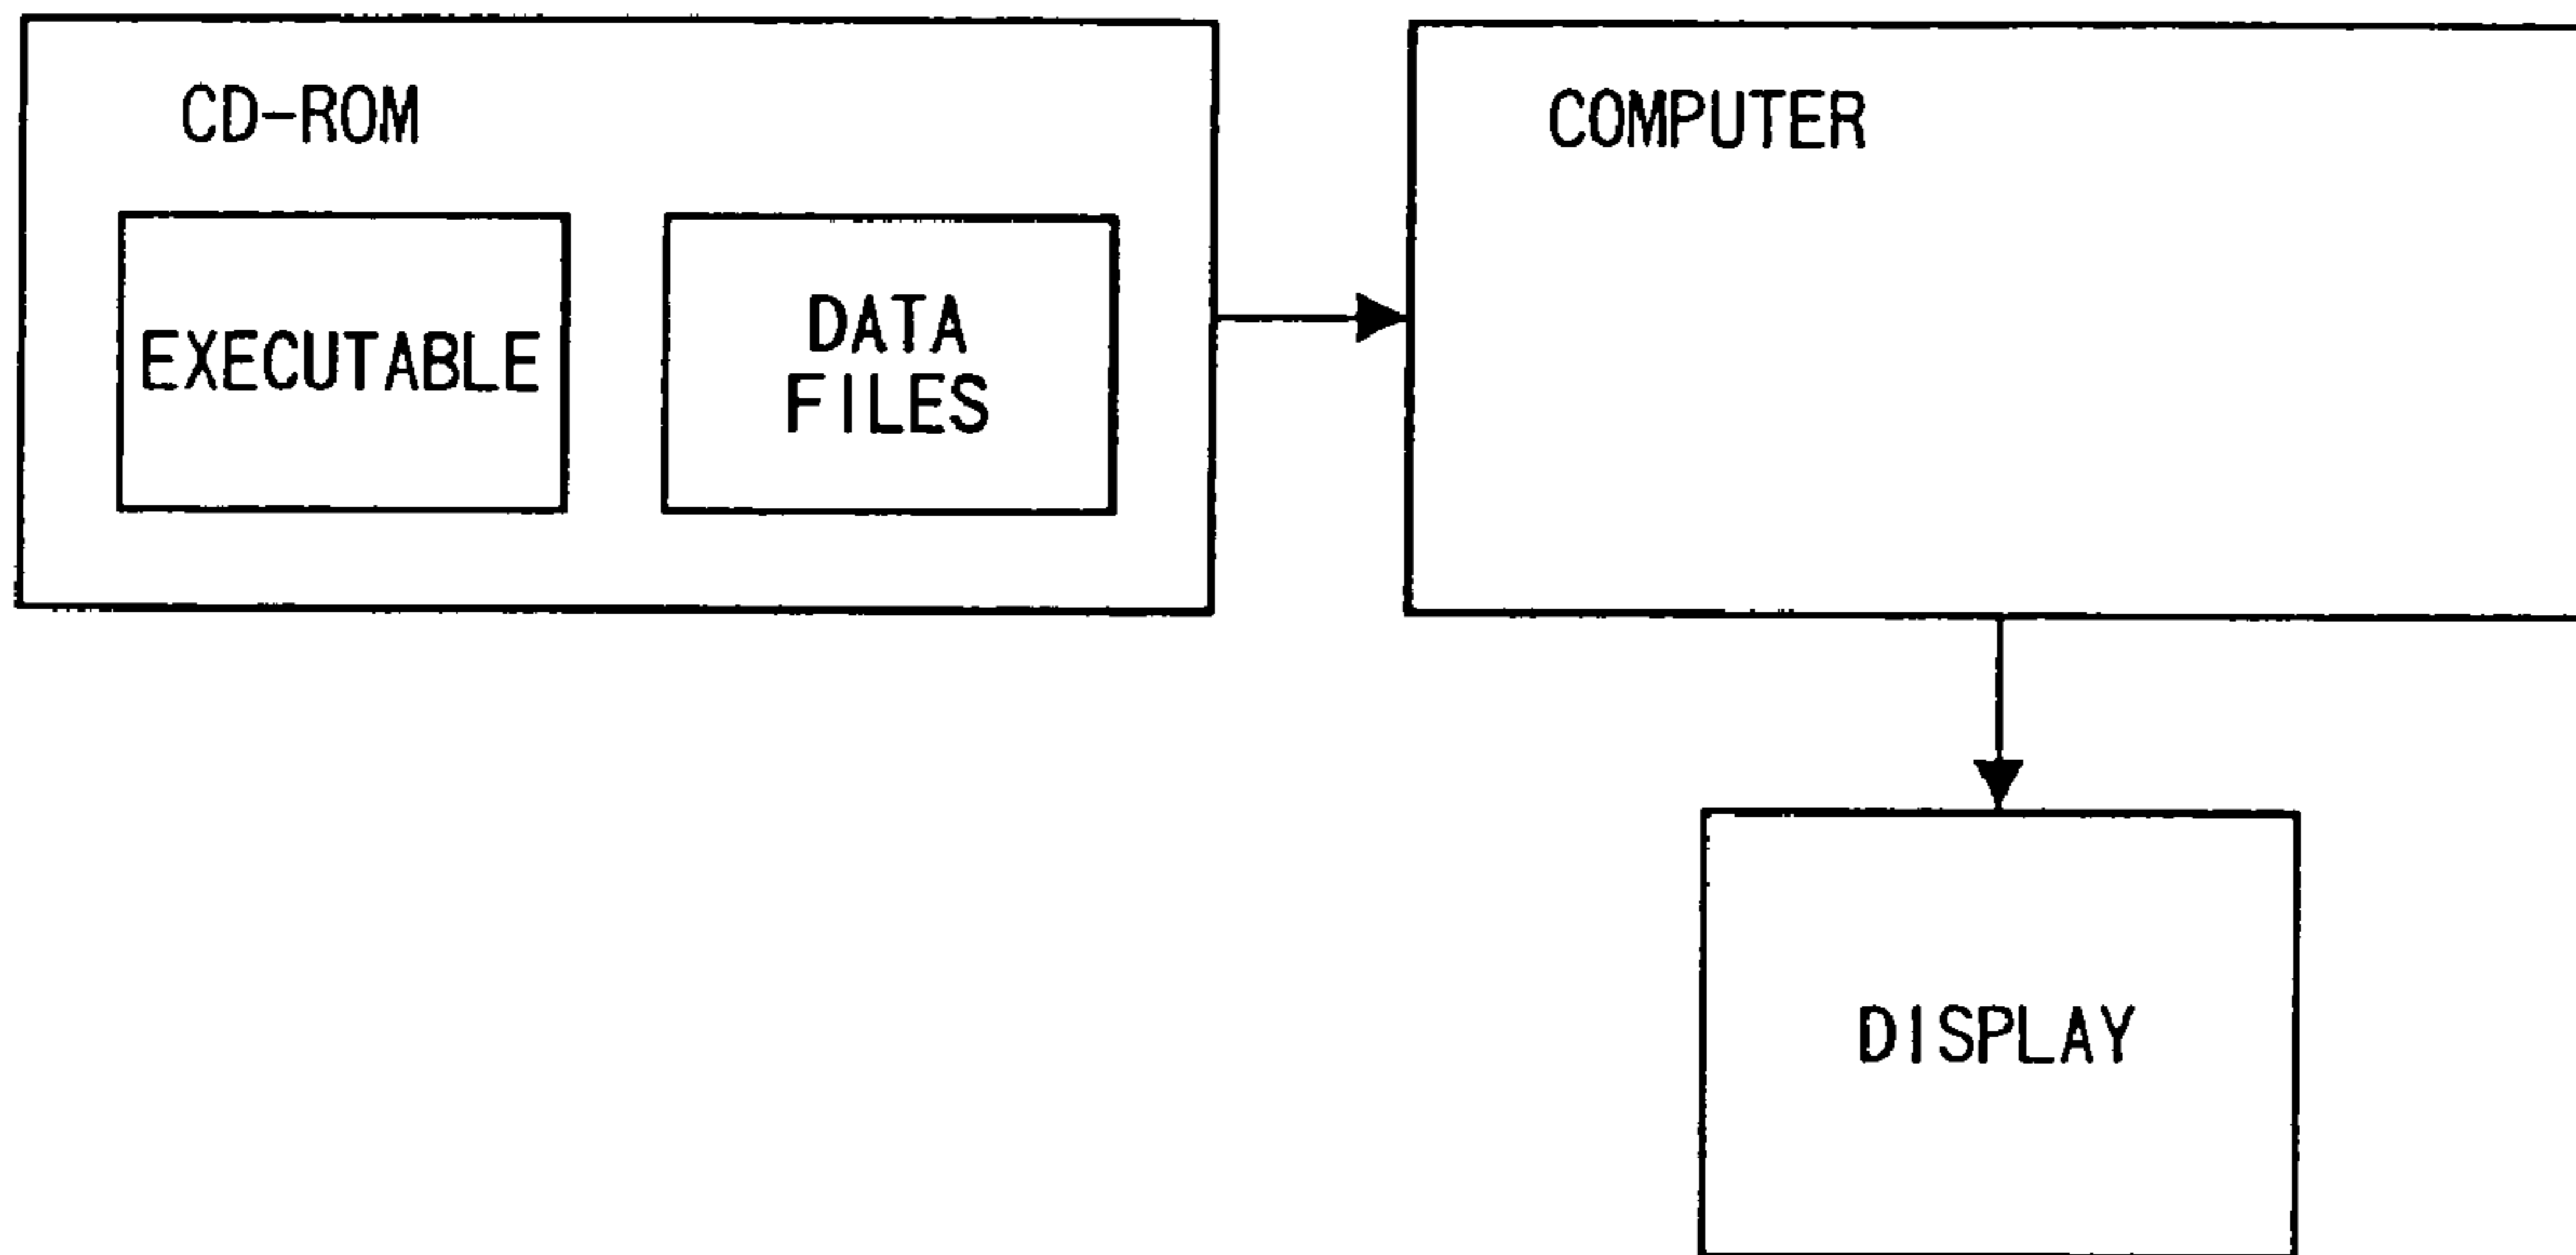 CD-ROM
EXECUTABLE
DATA
FILES
COMPUTER
DISPLAY